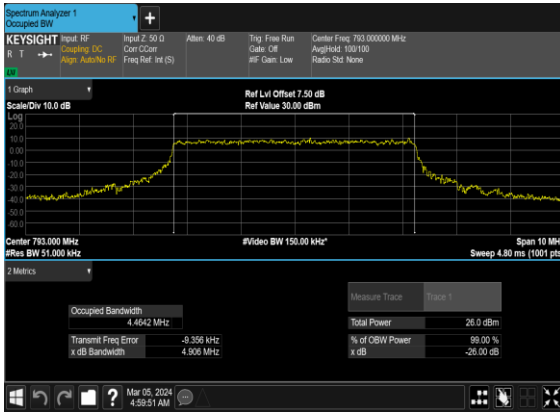 Spectrum Analyzer 1
Occupied BW
KEYSIGHT
R T
LW
Input: RF
Coupling: DC
Align: Auto/No RF
Input Z: 50 Ω
Corr CCorr
Freq Ref: Int (S)
Atten: 40 dB
Trig: Free Run
Gate: Off
#IF Gain: Low
Center Freq: 793.000000 MHz
Avg|Hold: 100/100
Radio Std: None
1 Graph
Scale/Div 10.0 dB
Ref Lvl Offset 7.50 dB
Ref Value 30.00 dBm
Log
20.0
10.0
0.00
-10.0
-20.0
-30.0
-40.0
-50.0
-60.0
Center 793.000 MHz
#Res BW 51.000 kHz
#Video BW 150.00 kHz*
Span 10 MH
Sweep 4.80 ms (1001 pts
2 Metrics
Measure Trace Trace 1
Occupied Bandwidth
4.4642 MHz
Total Power 26.0 dBm
Transmit Freq Error -9.356 kHz
x dB Bandwidth 4.906 MHz
% of OBW Power 99.00 %
x dB -26.00 dB
?
Mar 05, 2024
4:59:51 AM